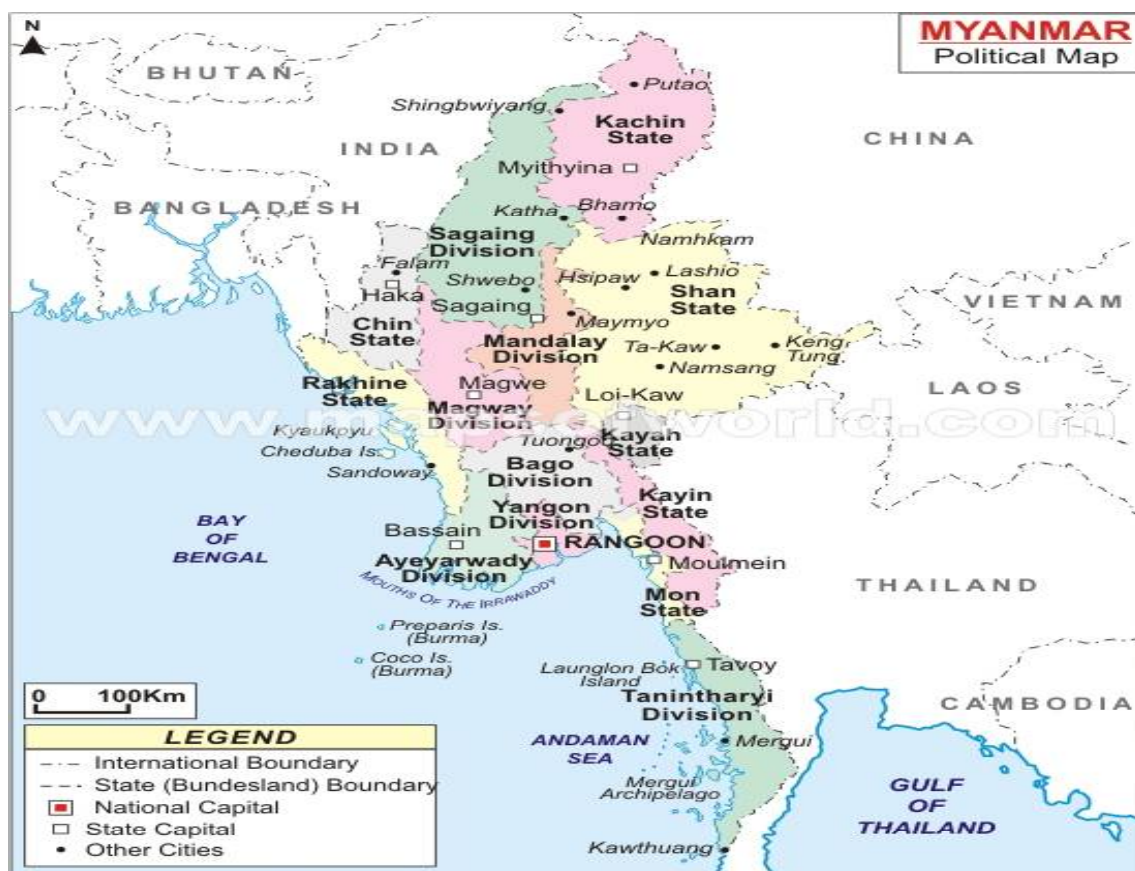 N
MYANMAR
Political Map
BHUTAN
Putao
Shingbwiyang
Kachin
State
CHINA
INDIA
Myithyina
BANGLADESH
Katha
Bhamo
Sagaing
Division
Namhkam
Falam
Shwebo
Hsipaw
Lashio
Haka
Sagaing
Shan
State
VIETNAM
Chin
State
Maymyo
Mandalay
Division
Ta-Kaw
Keng
Tung
Namsang
Rakhine
State
Magwe
Loi-Kaw
LAOS
www.mapsofworld.com
Magway
Division
Kyaukpyu
Tuongo
Kayah
State
Cheduba Is.
Sandoway
Bago
Division
Kayin
State
Yangon
Division
BAY
OF
BENGAL
Bassain
RANGOON
Ayeyarwady
Division
Moulmein
MOUTHS OF THE IRRAWADDY
THAILAND
Mon
State
Preparis Is.
(Burma)
Coco Is.
(Burma)
Launglon Bok
Island
Tavoy
0 100Km
Tanintharyi
Division
CAMBODIA
ANDAMAN
SEA
Mergui
Mergui
Archipelago
GULF
OF
THAILAND
Kawthuang
LEGEND
International Boundary
State (Bundesland) Boundary
National Capital
State Capital
Other Cities